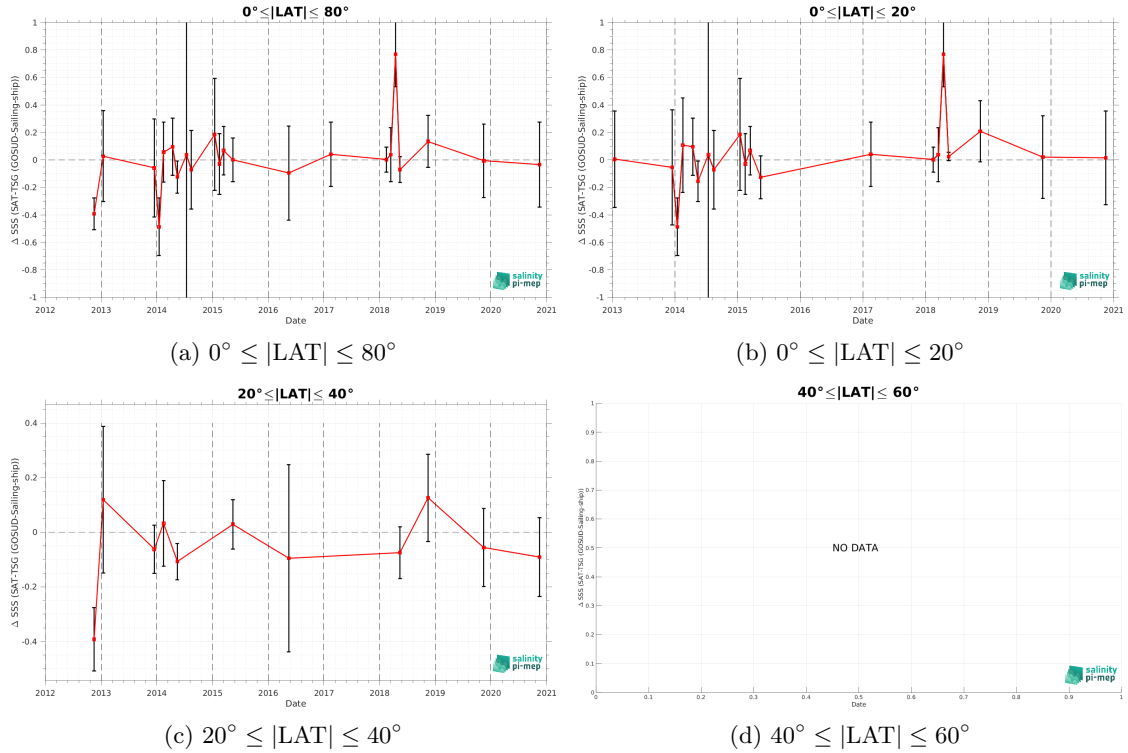 0°≤|LAT|≤ 80°
Δ SSS (SAT-TSG (GOSUD-Sailing-ship))
1
0.8
0.6
0.4
0.2
0
-0.2
-0.4
-0.6
-0.8
-1
2012 2013 2014 2015 2016 2017 2018 2019 2020 2021
Date
salinity
pi-mep
(a) 0° ≤ |LAT| ≤ 80°
0°≤|LAT|≤ 20°
Δ SSS (SAT-TSG (GOSUD-Sailing-ship))
1
0.8
0.6
0.4
0.2
0
-0.2
-0.4
-0.6
-0.8
-1
2013 2014 2015 2016 2017 2018 2019 2020 2021
Date
salinity
pi-mep
(b) 0° ≤ |LAT| ≤ 20°
20°≤|LAT|≤ 40°
Δ SSS (SAT-TSG (GOSUD-Sailing-ship))
0.4
0.2
0
-0.2
-0.4
2012 2013 2014 2015 2016 2017 2018 2019 2020 2021
Date
salinity
pi-mep
(c) 20° ≤ |LAT| ≤ 40°
40°≤|LAT|≤ 60°
Δ SSS (SAT-TSG (GOSUD-Sailing-ship))
1
0.9
0.8
0.7
0.6
0.5
0.4
0.3
0.2
0.1
0
NO DATA
0 0.1 0.2 0.3 0.4 0.5 0.6 0.7 0.8 0.9 1
Date
salinity
pi-mep
(d) 40° ≤ |LAT| ≤ 60°